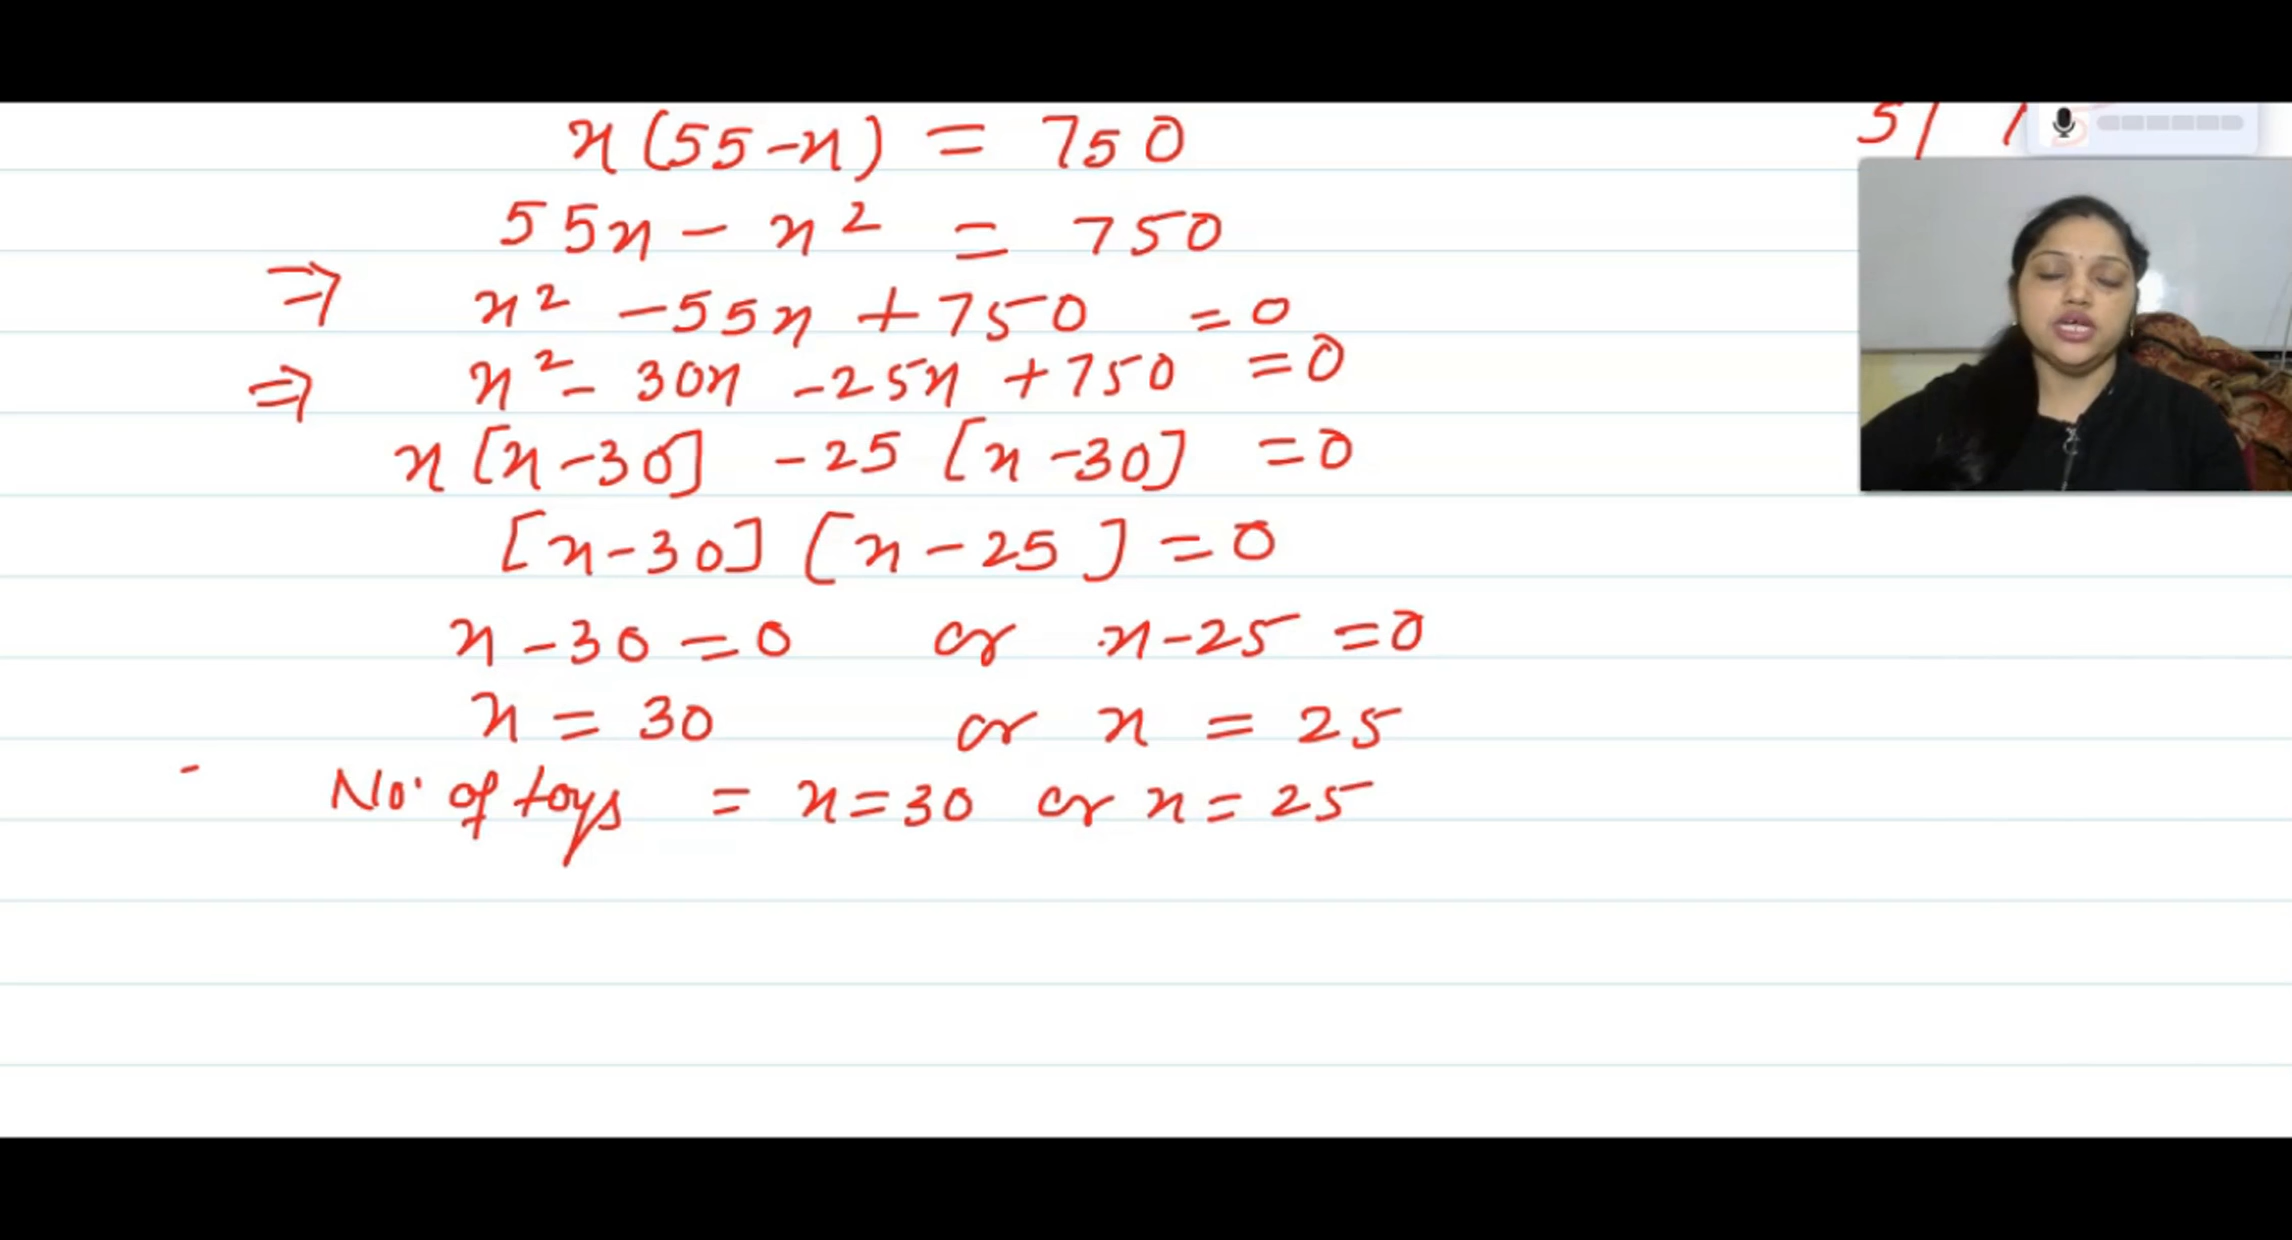 x(55-x) = 750
55x - x² = 750
⇒ x² - 55x + 750 = 0
⇒ x² - 30x - 25x + 750 = 0
x[x-30] - 25[x-30] = 0
[x-30][x-25] = 0
x-30=0 or x-25=0
x = 30 or x = 25
No. of toys = x=30 or x=25